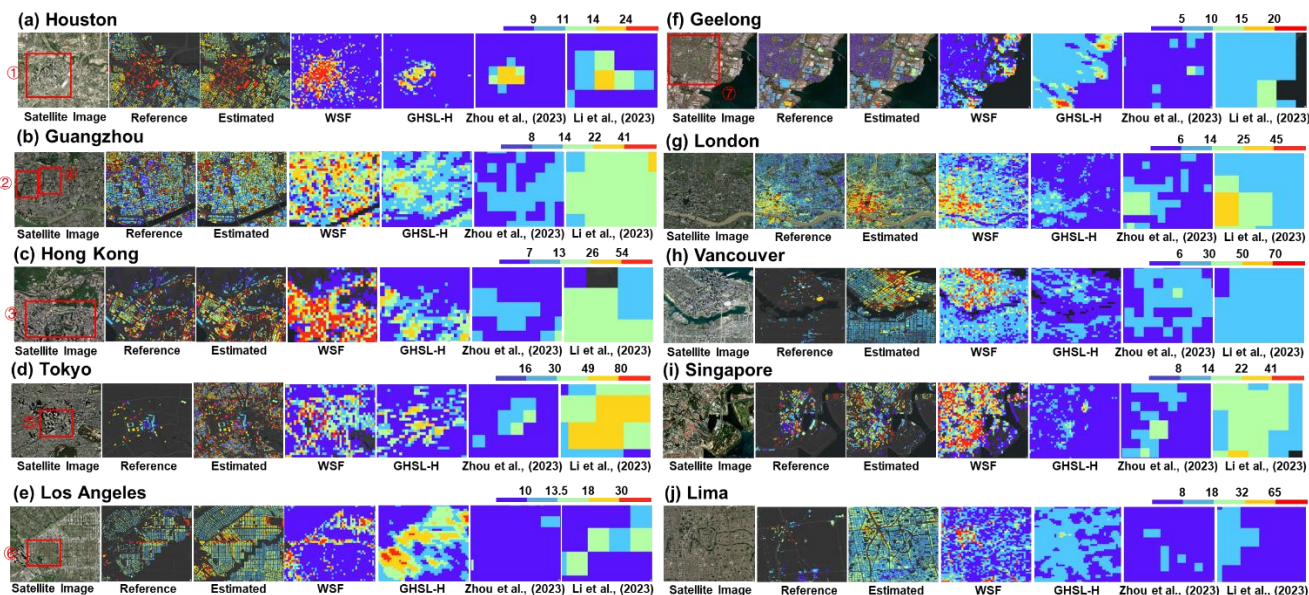 (a) Houston
9 11 14 24
①
Satellite Image Reference Estimated WSF GHSL-H Zhou et al., (2023) Li et al., (2023)
(b) Guangzhou
8 14 22 41
②
Satellite Image Reference Estimated WSF GHSL-H Zhou et al., (2023) Li et al., (2023)
(c) Hong Kong
7 13 26 54
③
Satellite Image Reference Estimated WSF GHSL-H Zhou et al., (2023) Li et al., (2023)
(d) Tokyo
16 30 49 80
⑤
Satellite Image Reference Estimated WSF GHSL-H Zhou et al., (2023) Li et al., (2023)
(e) Los Angeles
10 13.5 18 30
⑥
Satellite Image Reference Estimated WSF GHSL-H Zhou et al., (2023) Li et al., (2023)
(f) Geelong
5 10 15 20
⑦
Satellite Image Reference Estimated WSF GHSL-H Zhou et al., (2023) Li et al., (2023)
(g) London
6 14 25 45
Satellite Image Reference Estimated WSF GHSL-H Zhou et al., (2023) Li et al., (2023)
(h) Vancouver
6 30 50 70
Satellite Image Reference Estimated WSF GHSL-H Zhou et al., (2023) Li et al., (2023)
(i) Singapore
8 14 22 41
Satellite Image Reference Estimated WSF GHSL-H Zhou et al., (2023) Li et al., (2023)
(j) Lima
8 18 32 65
Satellite Image Reference Estimated WSF GHSL-H Zhou et al., (2023) Li et al., (2023)